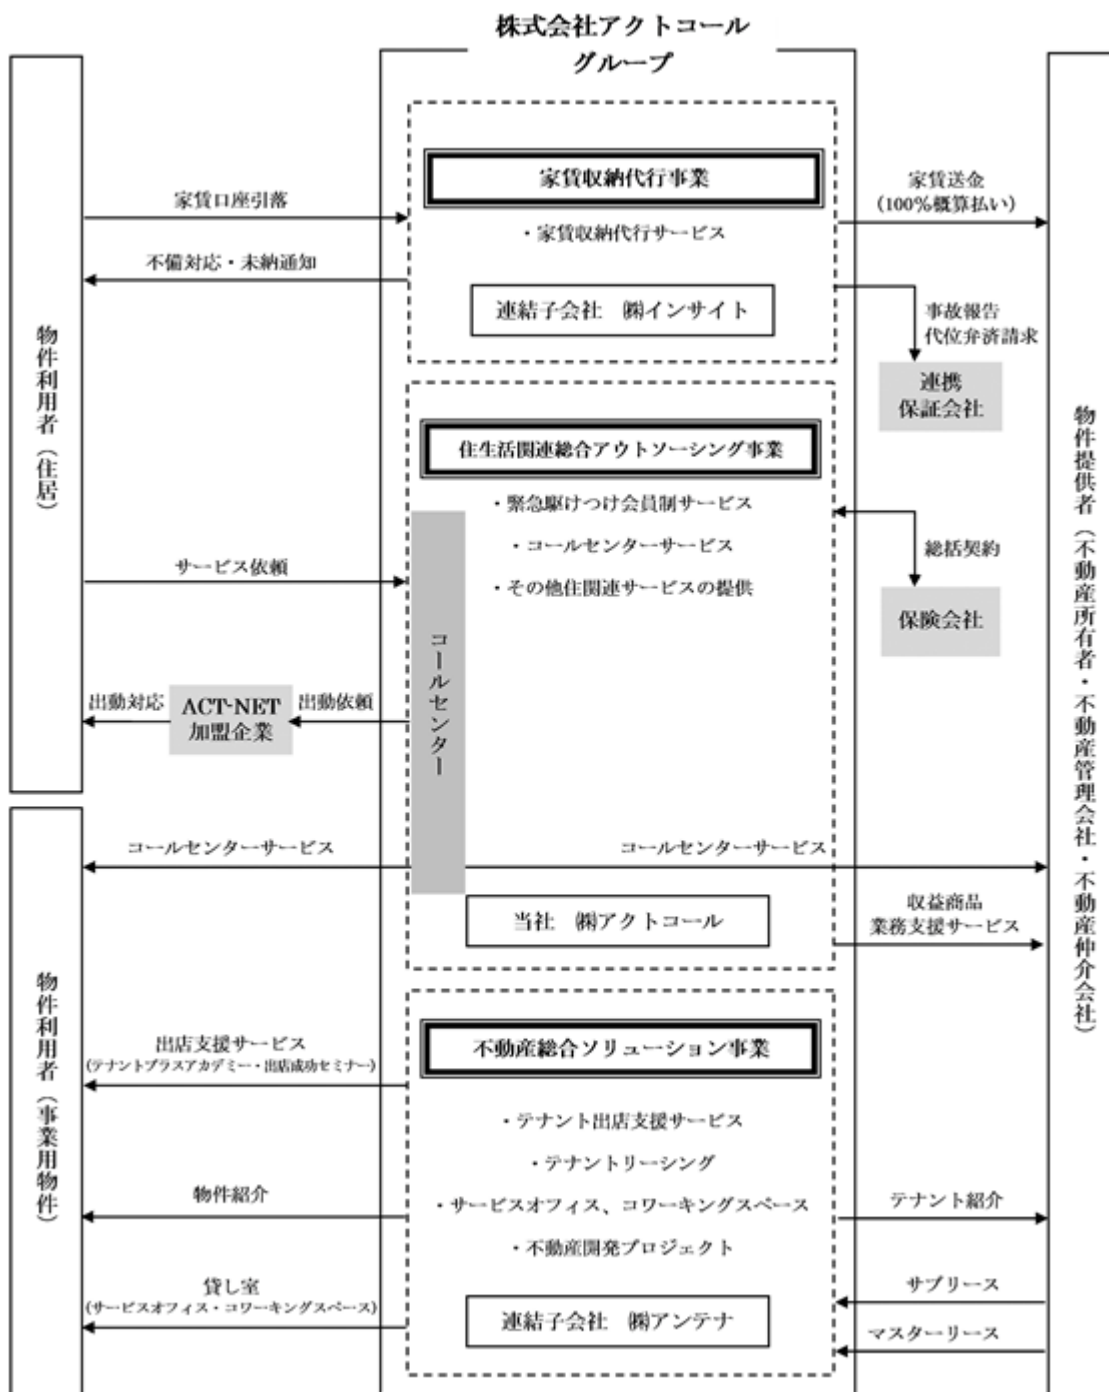 株式会社アクトコール
グループ
家賃収納代行事業
・家賃収納代行サービス
連結子会社 ㈱インサイト
家賃口座引落
不備対応・未納通知
家賃送金
(100%概算払い)
事故報告
代位弁済請求
連携
保証会社
物件利用者(住居)
住生活関連総合アウトソーシング事業
・緊急駆けつけ会員制サービス
・コールセンターサービス
・その他住関連サービスの提供
コールセンター
サービス依頼
総括契約
保険会社
出動対応
ACT-NET
加盟企業
出動依頼
コールセンターサービス
コールセンターサービス
当社 ㈱アクトコール
収益商品
業務支援サービス
物件提供者(不動産所有者・不動産管理会社・不動産仲介会社)
物件利用者(事業用物件)
不動産総合ソリューション事業
・テナント出店支援サービス
・テナントリーシング
・サービスオフィス、コワーキングスペース
・不動産開発プロジェクト
連結子会社 ㈱アンテナ
出店支援サービス
(テナントプラスアカデミー・出店成功セミナー)
物件紹介
貸し室
(サービスオフィス・コワーキングスペース)
テナント紹介
サブリース
マスターリース